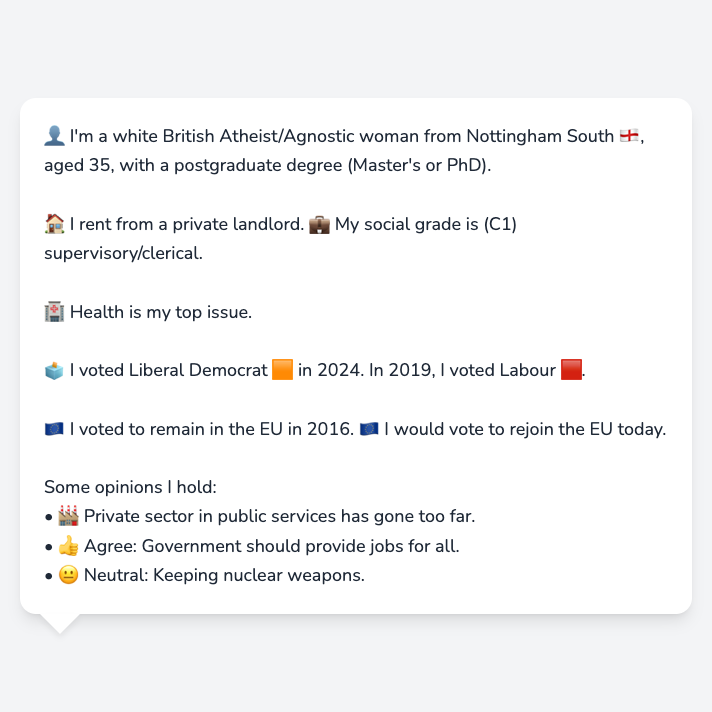 👤 I'm a white British Atheist/Agnostic woman from Nottingham South 🏴󠁧󠁢󠁥󠁮󠁧󠁿,
aged 35, with a postgraduate degree (Master's or PhD).
🏠 I rent from a private landlord. 💼 My social grade is (C1)
supervisory/clerical.
🏥 Health is my top issue.
🗳️ I voted Liberal Democrat 🟧 in 2024. In 2019, I voted Labour 🟥.
🇪🇺 I voted to remain in the EU in 2016. 🇪🇺 I would vote to rejoin the EU today.
Some opinions I hold:
• 🏭 Private sector in public services has gone too far.
• 👍 Agree: Government should provide jobs for all.
• 😐 Neutral: Keeping nuclear weapons.